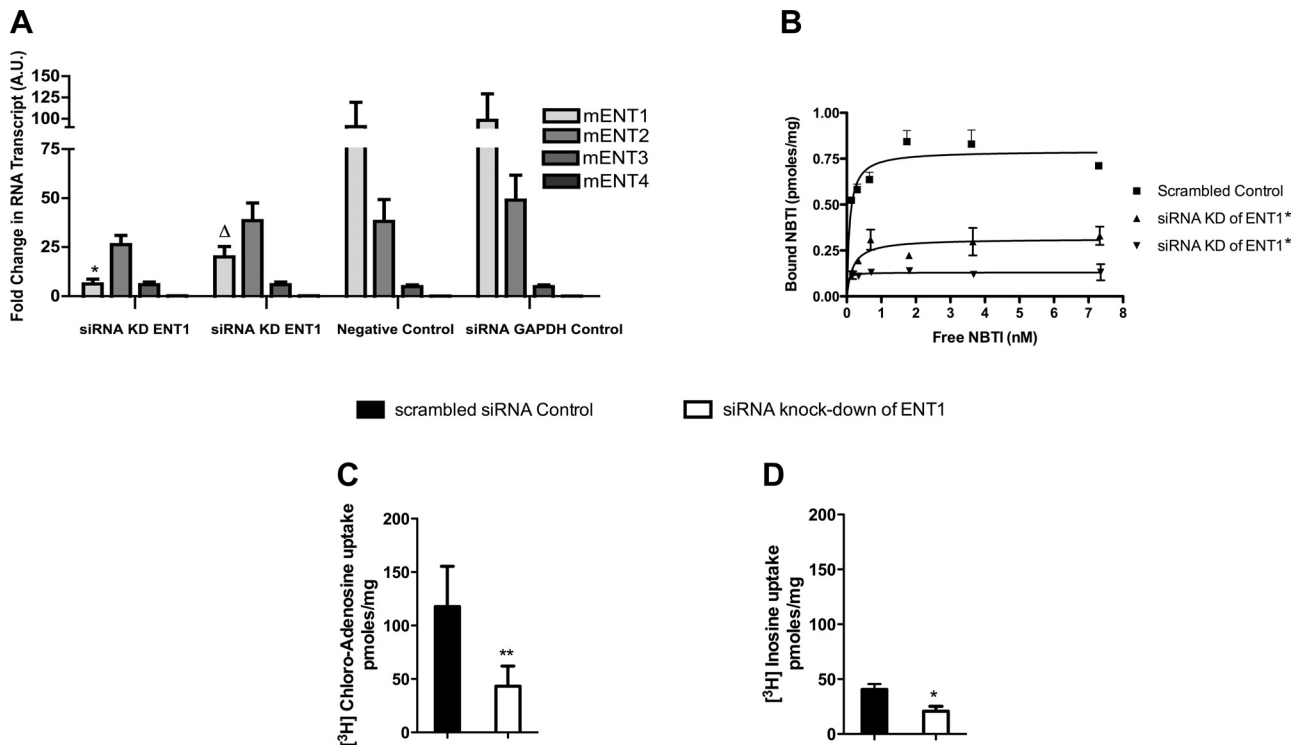 A
Fold Change in RNA Transcript (A.U.)
150
125
100
75
50
25
0
*
Δ
mENT1
mENT2
mENT3
mENT4
siRNA KD ENT1
siRNA KD ENT1
Negative Control
siRNA GAPDH Control
B
Bound NBTI (pmoles/mg)
1.00
0.75
0.50
0.25
0.00
0 1 2 3 4 5 6 7 8
Free NBTI (nM)
Scrambled Control
siRNA KD of ENT1*
siRNA KD of ENT1*
scrambled siRNA Control
siRNA knock-down of ENT1
C
[³H] Chloro-Adenosine uptake
pmoles/mg
200
150
100
50
0
**
D
[³H] Inosine uptake
pmoles/mg
200
150
100
50
0
*